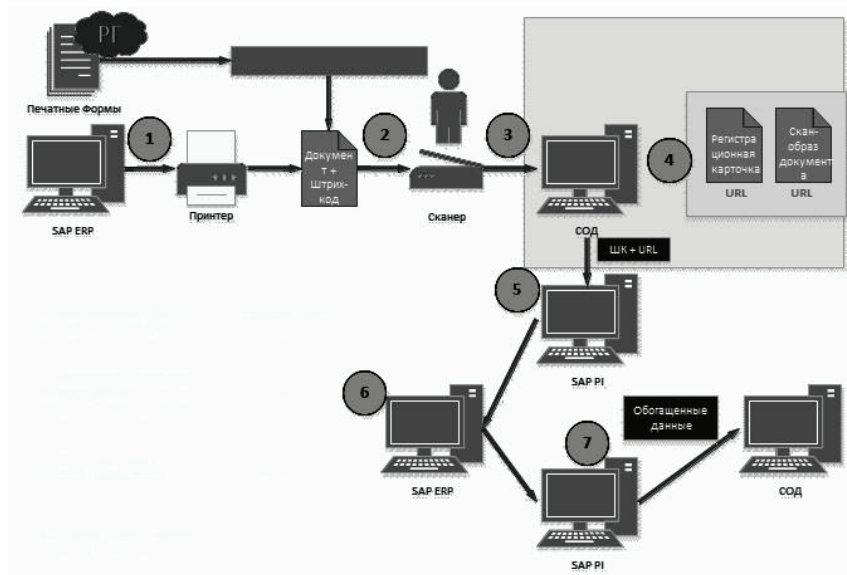 РГ
Печатные Формы
1
2
3
4
Докумен
т +
Штрих-
код
Регистра
ционная
карточка
URL
Скан-
образ
документ
а
URL
SAP ERP
Принтер
Сканер
СОД
ШК + URL
5
SAP PI
6
SAP ERP
7
Обогащенные
данные
SAP PI
СОД